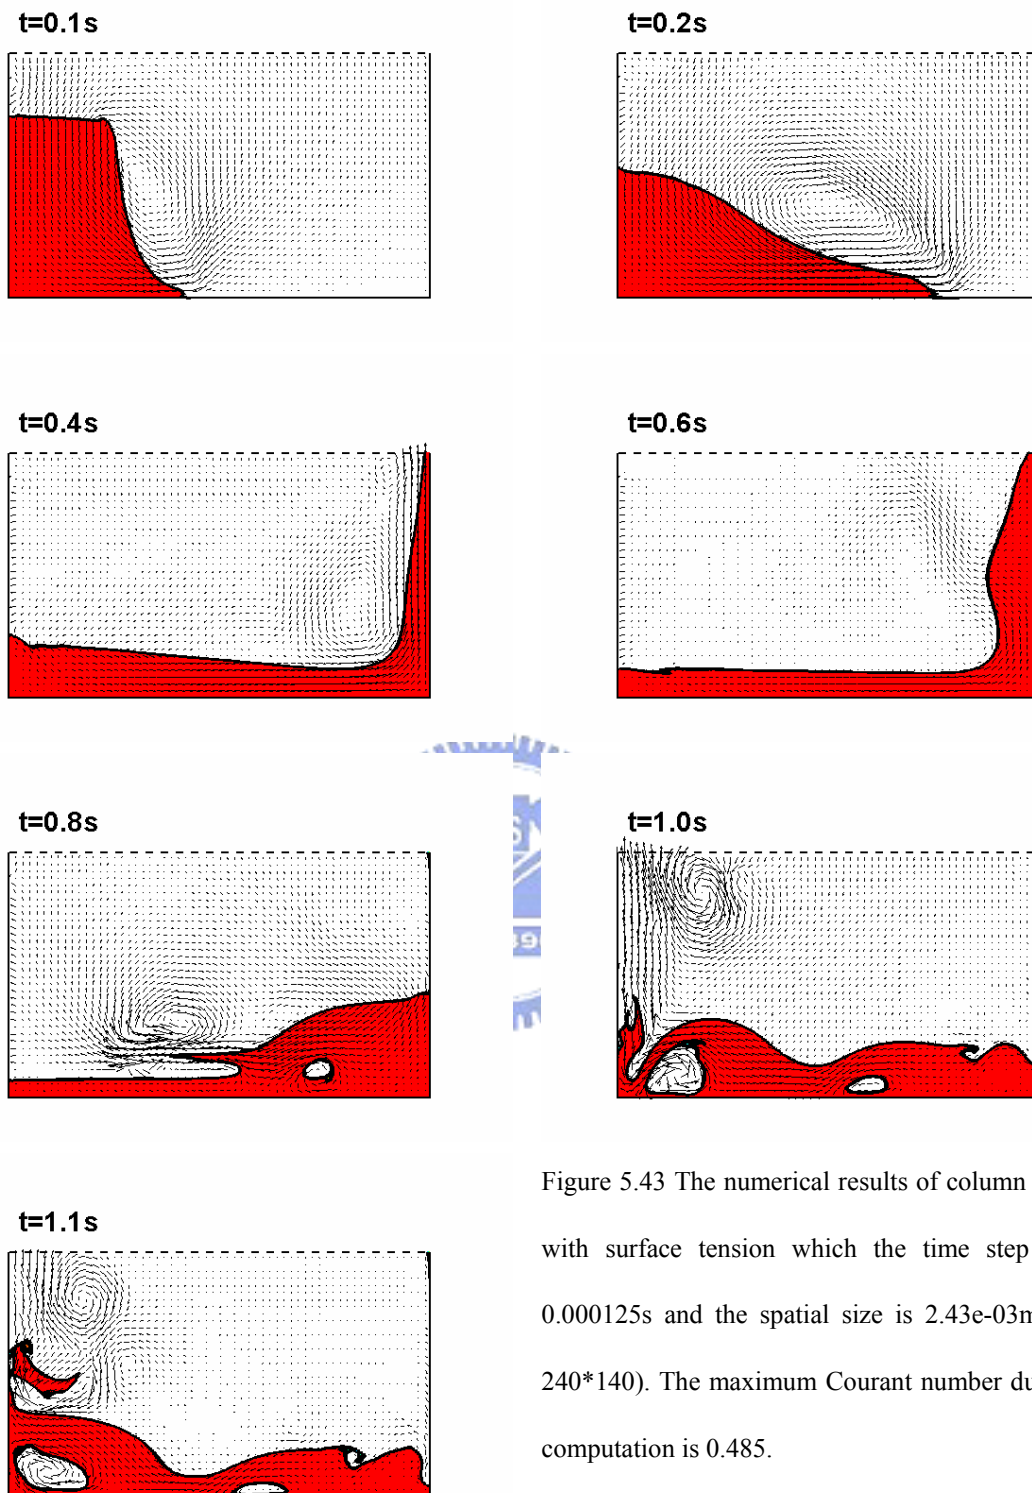 t=0.1s
t=0.2s
t=0.4s
t=0.6s
t=0.8s
t=1.0s
t=1.1s
Figure 5.43 The numerical results of column
with surface tension which the time step
0.000125s and the spatial size is 2.43e-03m
240*140). The maximum Courant number du
computation is 0.485.